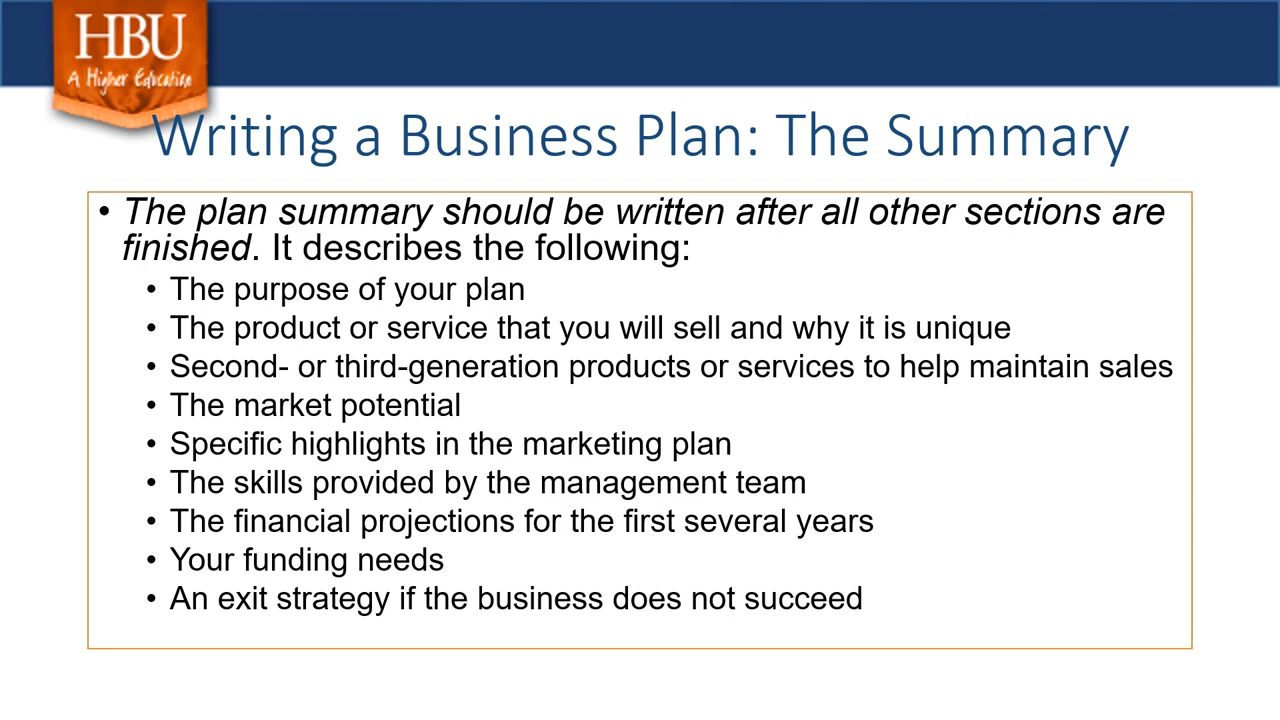 HBU
A Higher Education
Writing a Business Plan: The Summary
• The plan summary should be written after all other sections are
finished. It describes the following:
• The purpose of your plan
• The product or service that you will sell and why it is unique
• Second- or third-generation products or services to help maintain sales
• The market potential
• Specific highlights in the marketing plan
• The skills provided by the management team
• The financial projections for the first several years
• Your funding needs
• An exit strategy if the business does not succeed